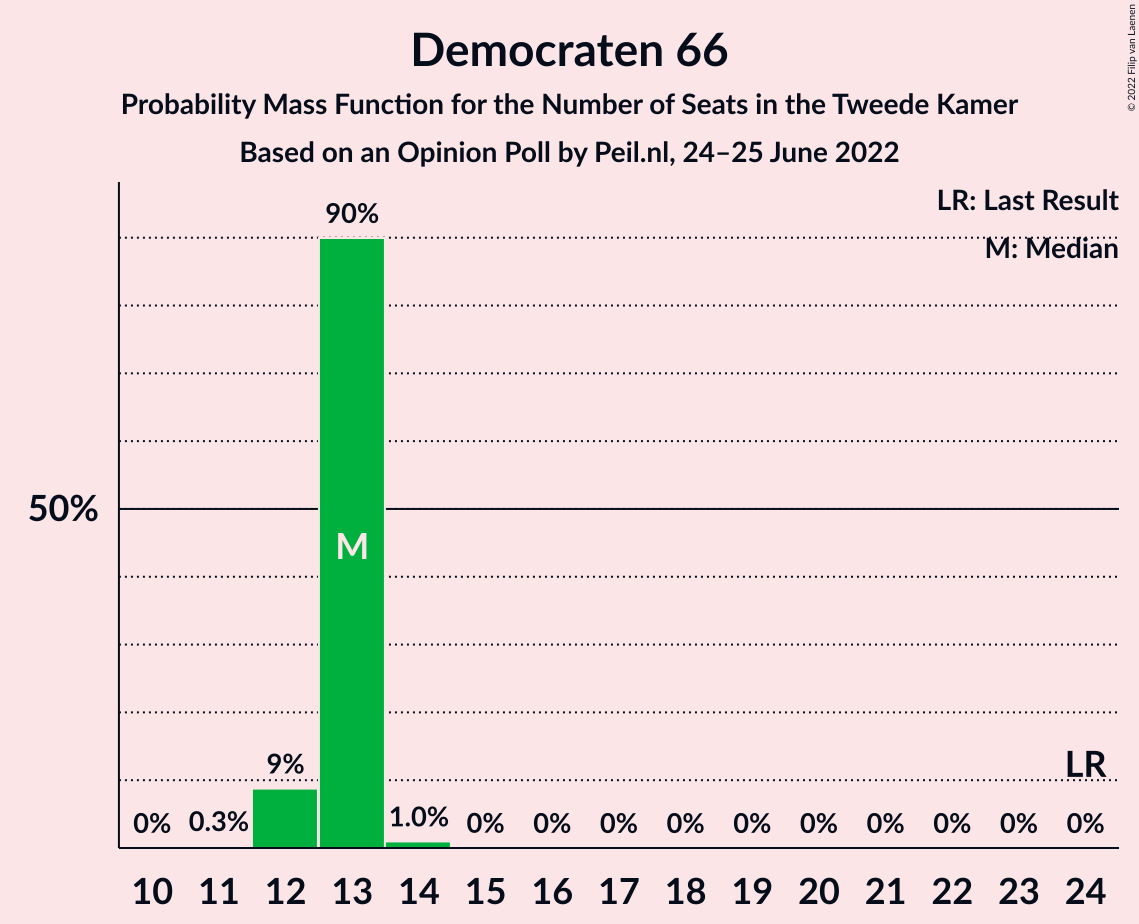 Democraten 66
Probability Mass Function for the Number of Seats in the Tweede Kamer
Based on an Opinion Poll by Peil.nl, 24–25 June 2022
© 2022 Filip van Laenen
LR: Last Result
M: Median
90%
50%
M
9%
LR
0% 0.3% 1.0% 0% 0% 0% 0% 0% 0% 0% 0% 0% 0%
10 11 12 13 14 15 16 17 18 19 20 21 22 23 24